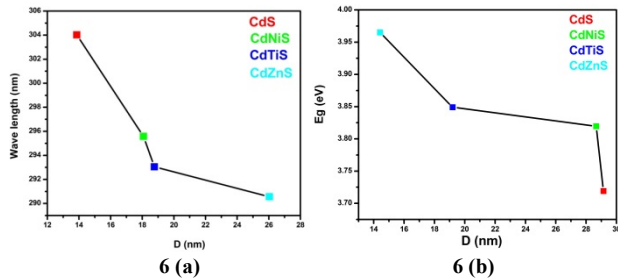 304
302
300
298
296
294
292
290
Wave length (nm)
CdS
CdNiS
CdTiS
CdZnS
12 14 16 18 20 22 24 26 28
D (nm)
6 (a)
4.00
3.95
3.90
3.85
3.80
3.75
3.70
Eg (eV)
CdS
CdNiS
CdTiS
CdZnS
14 16 18 20 22 24 26 28 30
D (nm)
6 (b)